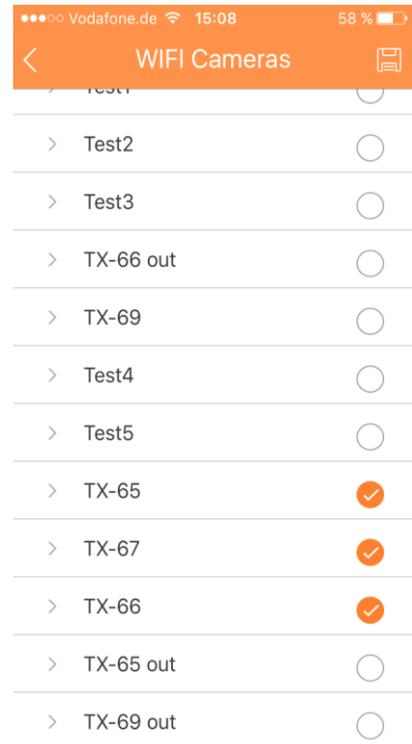 Vodafone.de 15:08 58 %
WIFI Cameras
Test1
Test2
Test3
TX-66 out
TX-69
Test4
Test5
TX-65
TX-67
TX-66
TX-65 out
TX-69 out